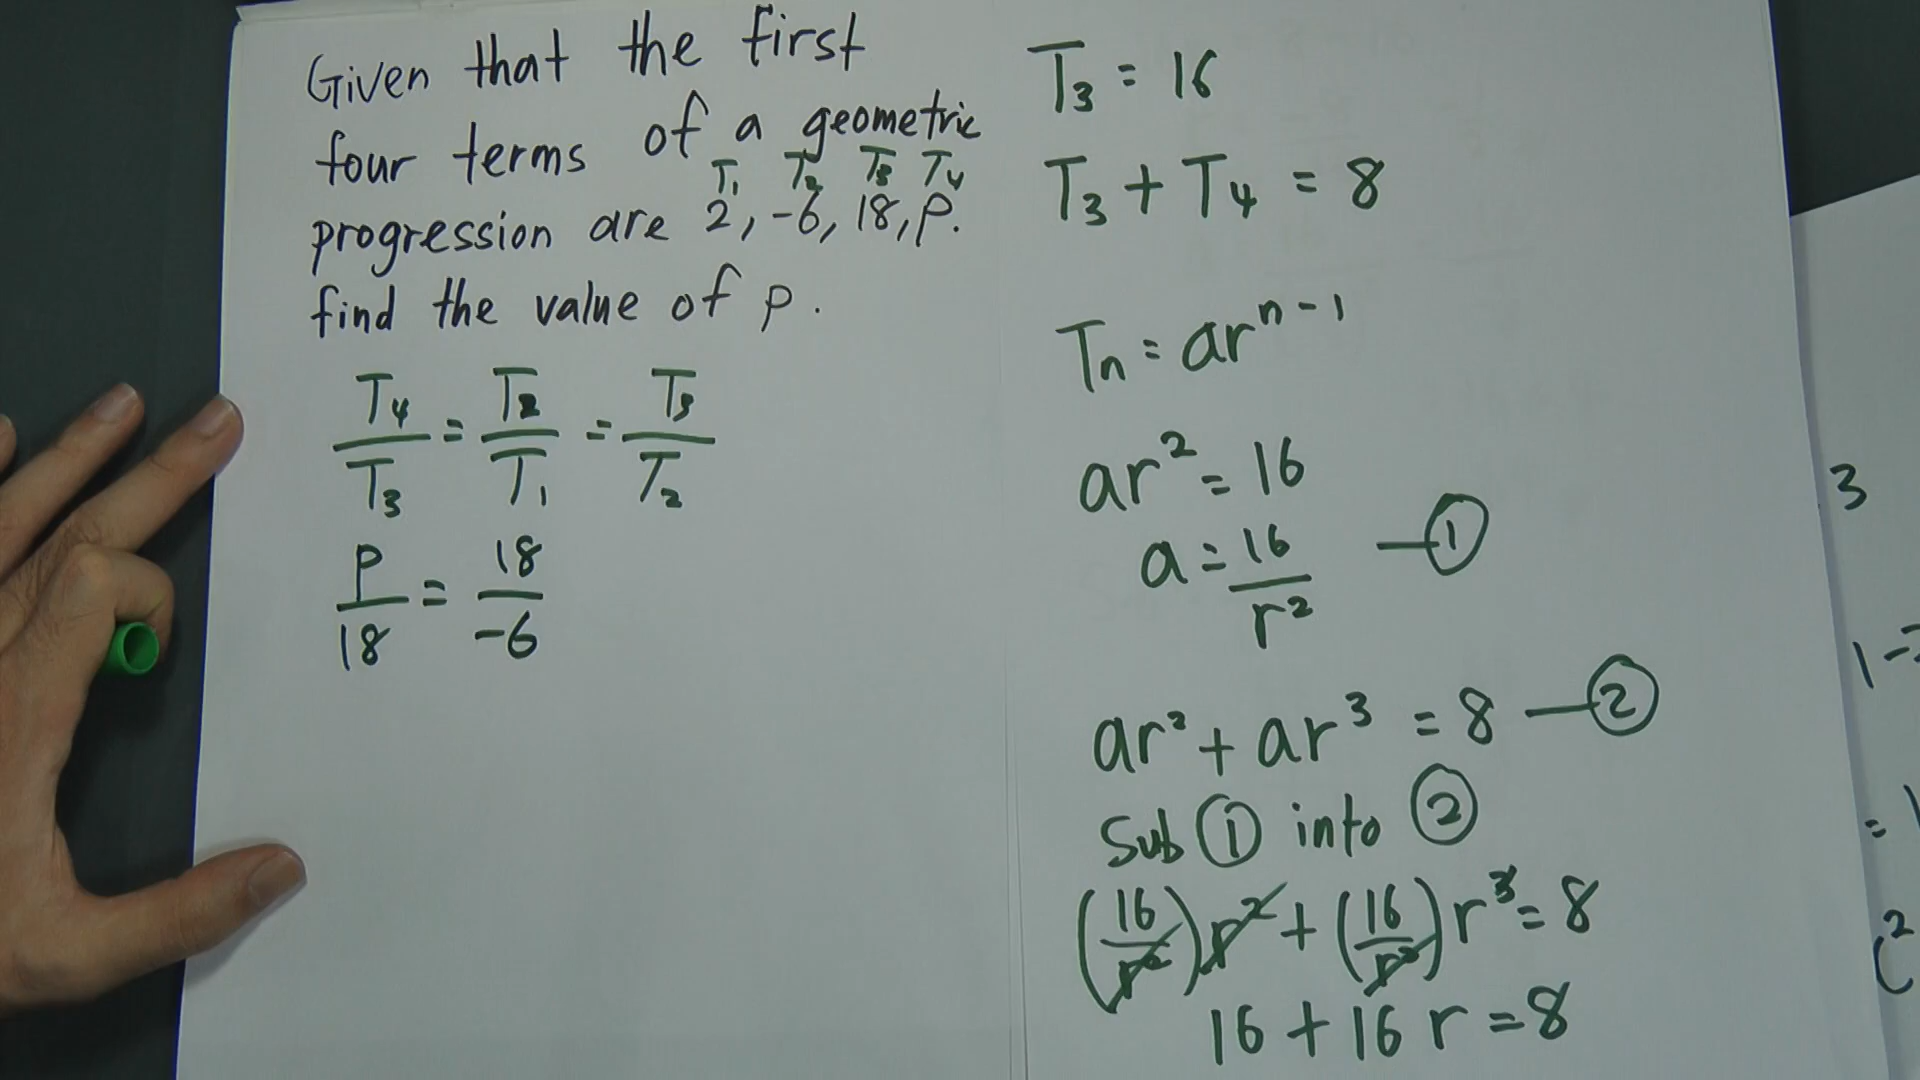 Given that the first
four terms of a geometric
T₁ T₂ T₃ T₄
progression are 2, -6, 18, p.
find the value of p.
T₄/T₃ = T₂/T₁ = T₃/T₂
p/18 = 18/-6
T₃ = 16
T₃ + T₄ = 8
Tn = arⁿ⁻¹
ar² = 16
a = 16/r² —①
ar² + ar³ = 8 —②
Sub ① into ②
(16/r²)r² + (16/r²)r³ = 8
16 + 16r = 8
3